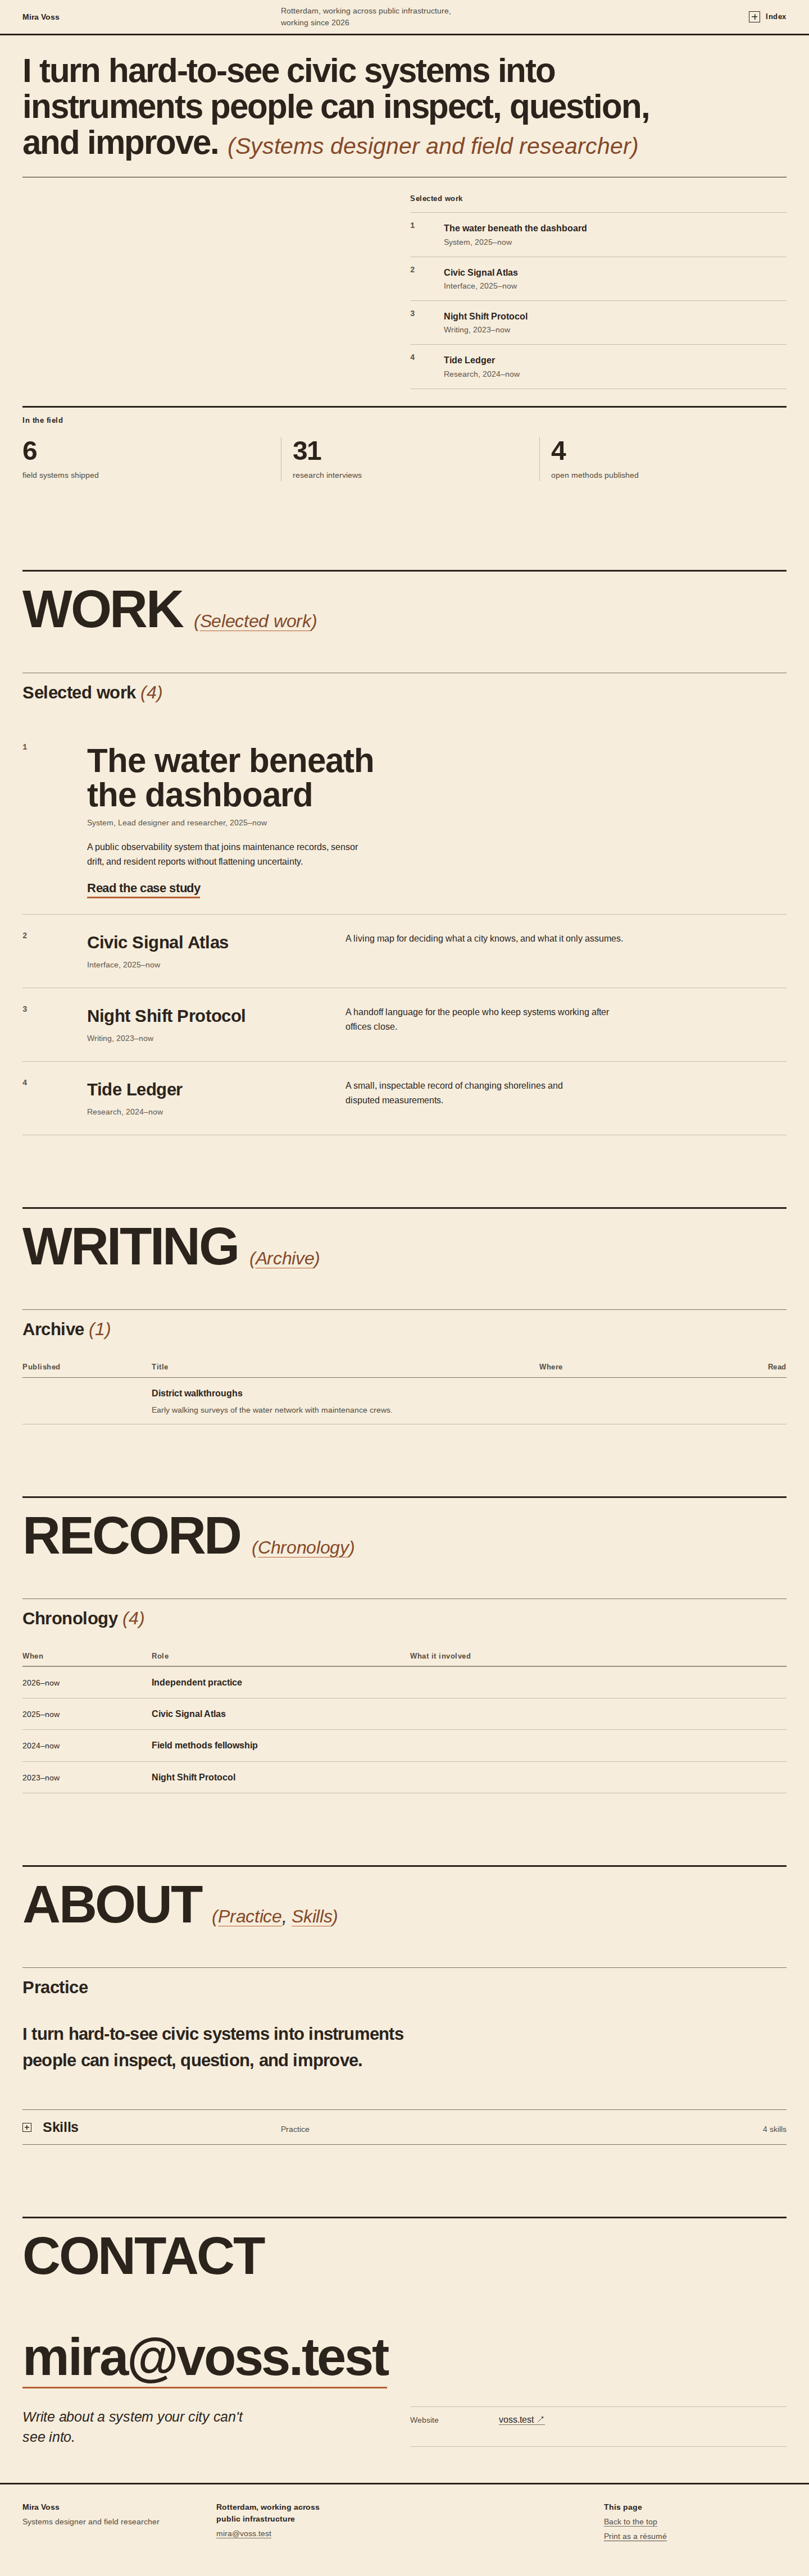 Mira Voss
Rotterdam, working across public infrastructure,
working since 2026
Index
I turn hard-to-see civic systems into
instruments people can inspect, question,
and improve. (Systems designer and field researcher)
Selected work
1
The water beneath the dashboard
System, 2025–now
2
Civic Signal Atlas
Interface, 2025–now
3
Night Shift Protocol
Writing, 2023–now
4
Tide Ledger
Research, 2024–now
In the field
6
field systems shipped
31
research interviews
4
open methods published
WORK (Selected work)
Selected work (4)
1
The water beneath
the dashboard
System, Lead designer and researcher, 2025–now
A public observability system that joins maintenance records, sensor
drift, and resident reports without flattening uncertainty.
Read the case study
2
Civic Signal Atlas
Interface, 2025–now
A living map for deciding what a city knows, and what it only assumes.
3
Night Shift Protocol
Writing, 2023–now
A handoff language for the people who keep systems working after
offices close.
4
Tide Ledger
Research, 2024–now
A small, inspectable record of changing shorelines and
disputed measurements.
WRITING (Archive)
Archive (1)
Published Title Where Read
District walkthroughs
Early walking surveys of the water network with maintenance crews.
RECORD (Chronology)
Chronology (4)
When Role What it involved
2026–now Independent practice
2025–now Civic Signal Atlas
2024–now Field methods fellowship
2023–now Night Shift Protocol
ABOUT (Practice, Skills)
Practice
I turn hard-to-see civic systems into instruments
people can inspect, question, and improve.
Skills Practice 4 skills
CONTACT
mira@voss.test
Write about a system your city can't
see into.
Website voss.test ↗
Mira Voss
Systems designer and field researcher
Rotterdam, working across
public infrastructure
mira@voss.test
This page
Back to the top
Print as a résumé